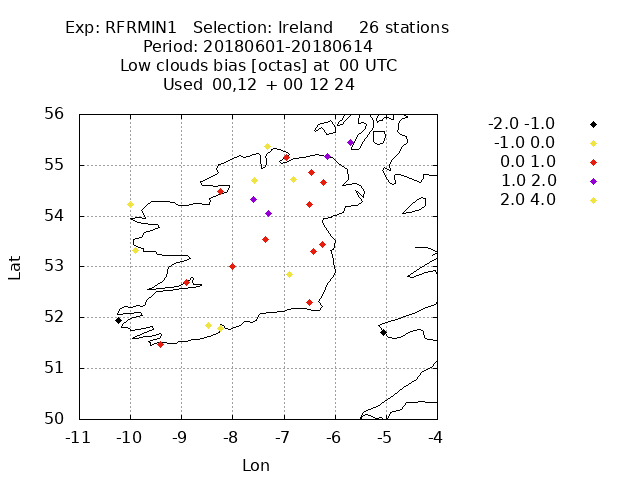 Exp: RFRMIN1 Selection: Ireland 26 stations
Period: 20180601-20180614
Low clouds bias [octas] at 00 UTC
Used 00,12 + 00 12 24
56
55
54
53
52
51
50
-11 -10 -9 -8 -7 -6 -5 -4
Lat
Lon
-2.0 -1.0
-1.0 0.0
0.0 1.0
1.0 2.0
2.0 4.0